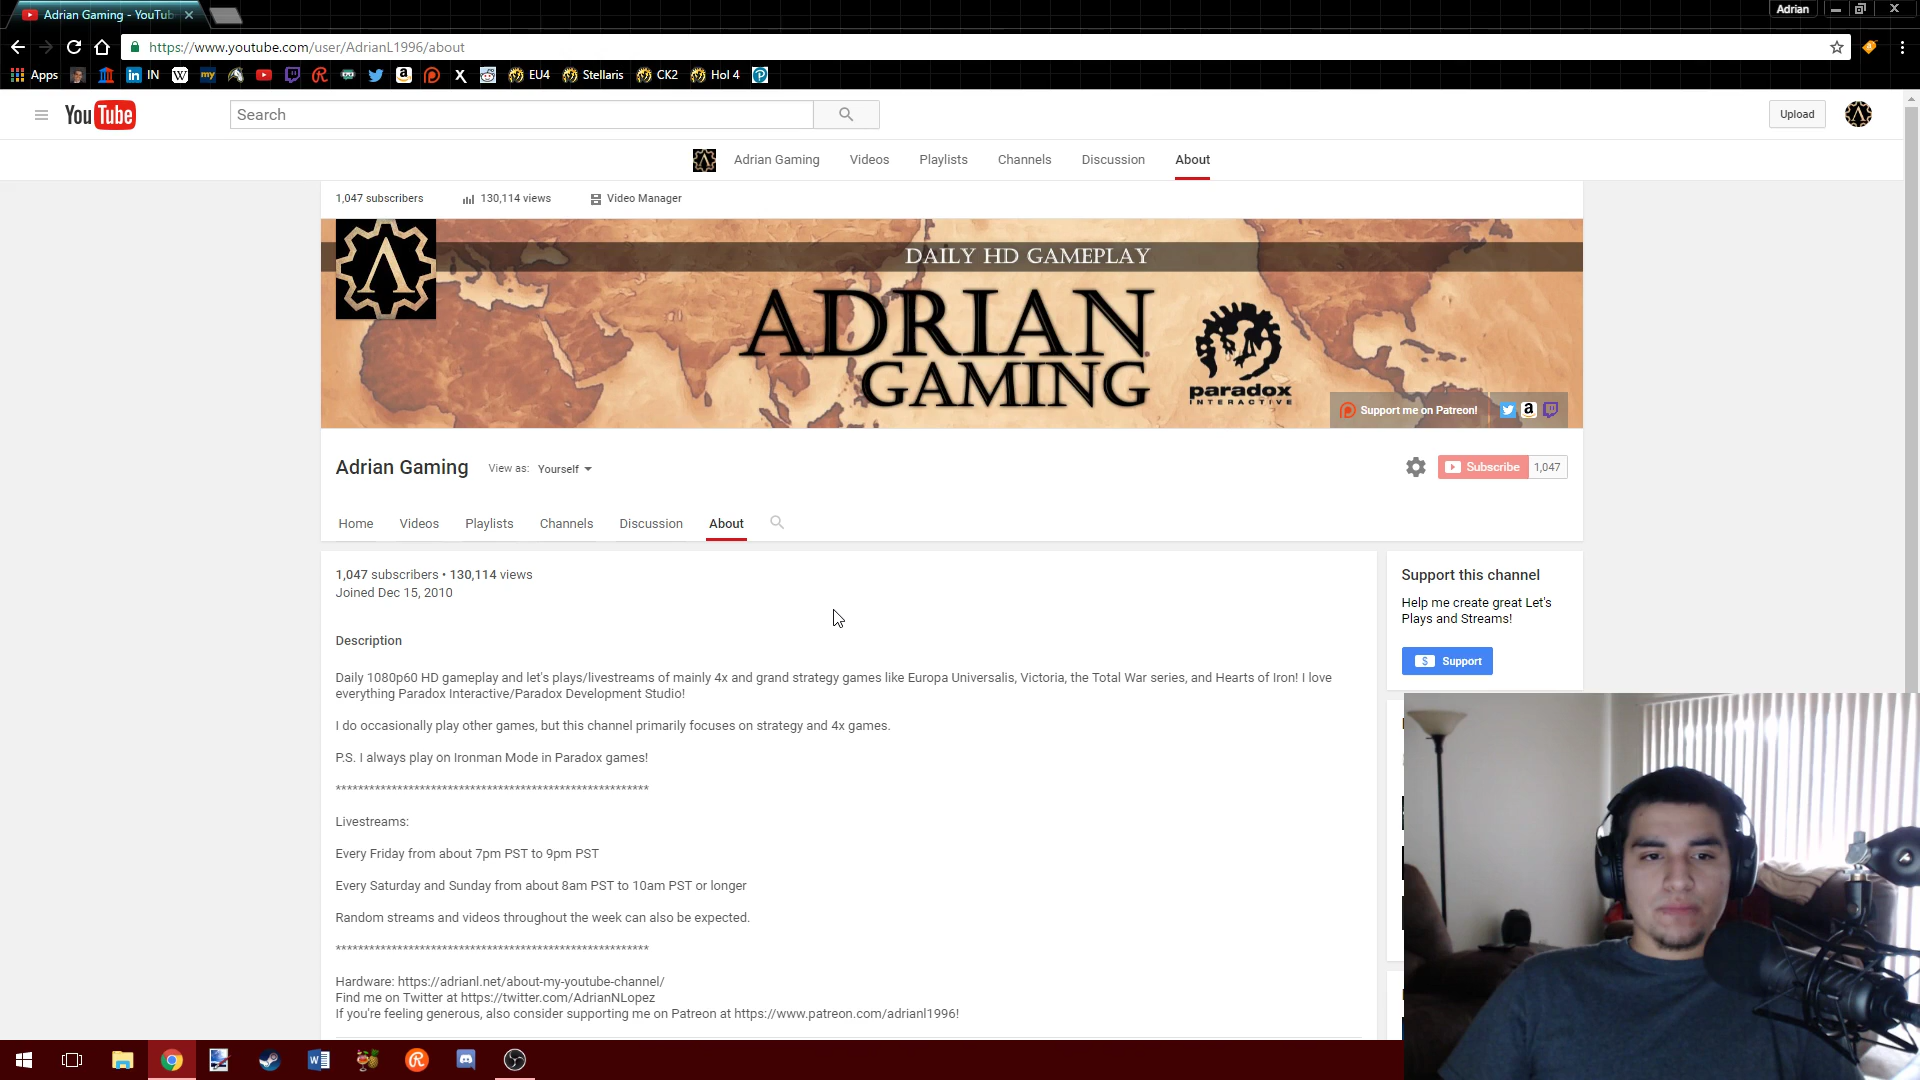 Adrian Gaming - YouTub
Adrian
https://www.youtube.com/user/AdrianL1996/about
Apps
in IN W my EU4 Stellaris CK2 HoI 4
YouTube
Search
Upload
Adrian Gaming Videos Playlists Channels Discussion About
1,047 subscribers 130,114 views Video Manager
DAILY HD GAMEPLAY
ADRIAN
GAMING
paradox
INTERACTIVE
Support me on Patreon!
Adrian Gaming View as: Yourself
Subscribe 1,047
Home Videos Playlists Channels Discussion About
1,047 subscribers • 130,114 views
Joined Dec 15, 2010
Description
Daily 1080p60 HD gameplay and let's plays/livestreams of mainly 4x and grand strategy games like Europa Universalis, Victoria, the Total War series, and Hearts of Iron! I love
everything Paradox Interactive/Paradox Development Studio!
I do occasionally play other games, but this channel primarily focuses on strategy and 4x games.
P.S. I always play on Ironman Mode in Paradox games!
********************************************************
Livestreams:
Every Friday from about 7pm PST to 9pm PST
Every Saturday and Sunday from about 8am PST to 10am PST or longer
Random streams and videos throughout the week can also be expected.
********************************************************
Hardware: https://adrianl.net/about-my-youtube-channel/
Find me on Twitter at https://twitter.com/AdrianNLopez
If you're feeling generous, also consider supporting me on Patreon at https://www.patreon.com/adrianl1996!
Support this channel
Help me create great Let's
Plays and Streams!
$ Support